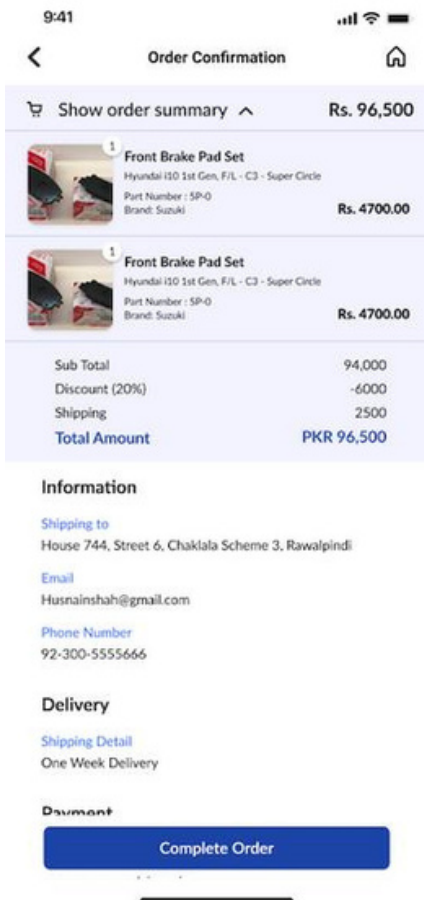 9:41
Order Confirmation
Show order summary Rs. 96,500
1
Front Brake Pad Set
Hyundai i10 1st Gen, F/L - C3 - Super Circle
Part Number : SP-0
Brand: Suzuki Rs. 4700.00
1
Front Brake Pad Set
Hyundai i10 1st Gen, F/L - C3 - Super Circle
Part Number : SP-0
Brand: Suzuki Rs. 4700.00
Sub Total 94,000
Discount (20%) -6000
Shipping 2500
Total Amount PKR 96,500
Information
Shipping to
House 744, Street 6, Chaklala Scheme 3, Rawalpindi
Email
Husnainshah@gmail.com
Phone Number
92-300-5555666
Delivery
Shipping Detail
One Week Delivery
Payment
Complete Order